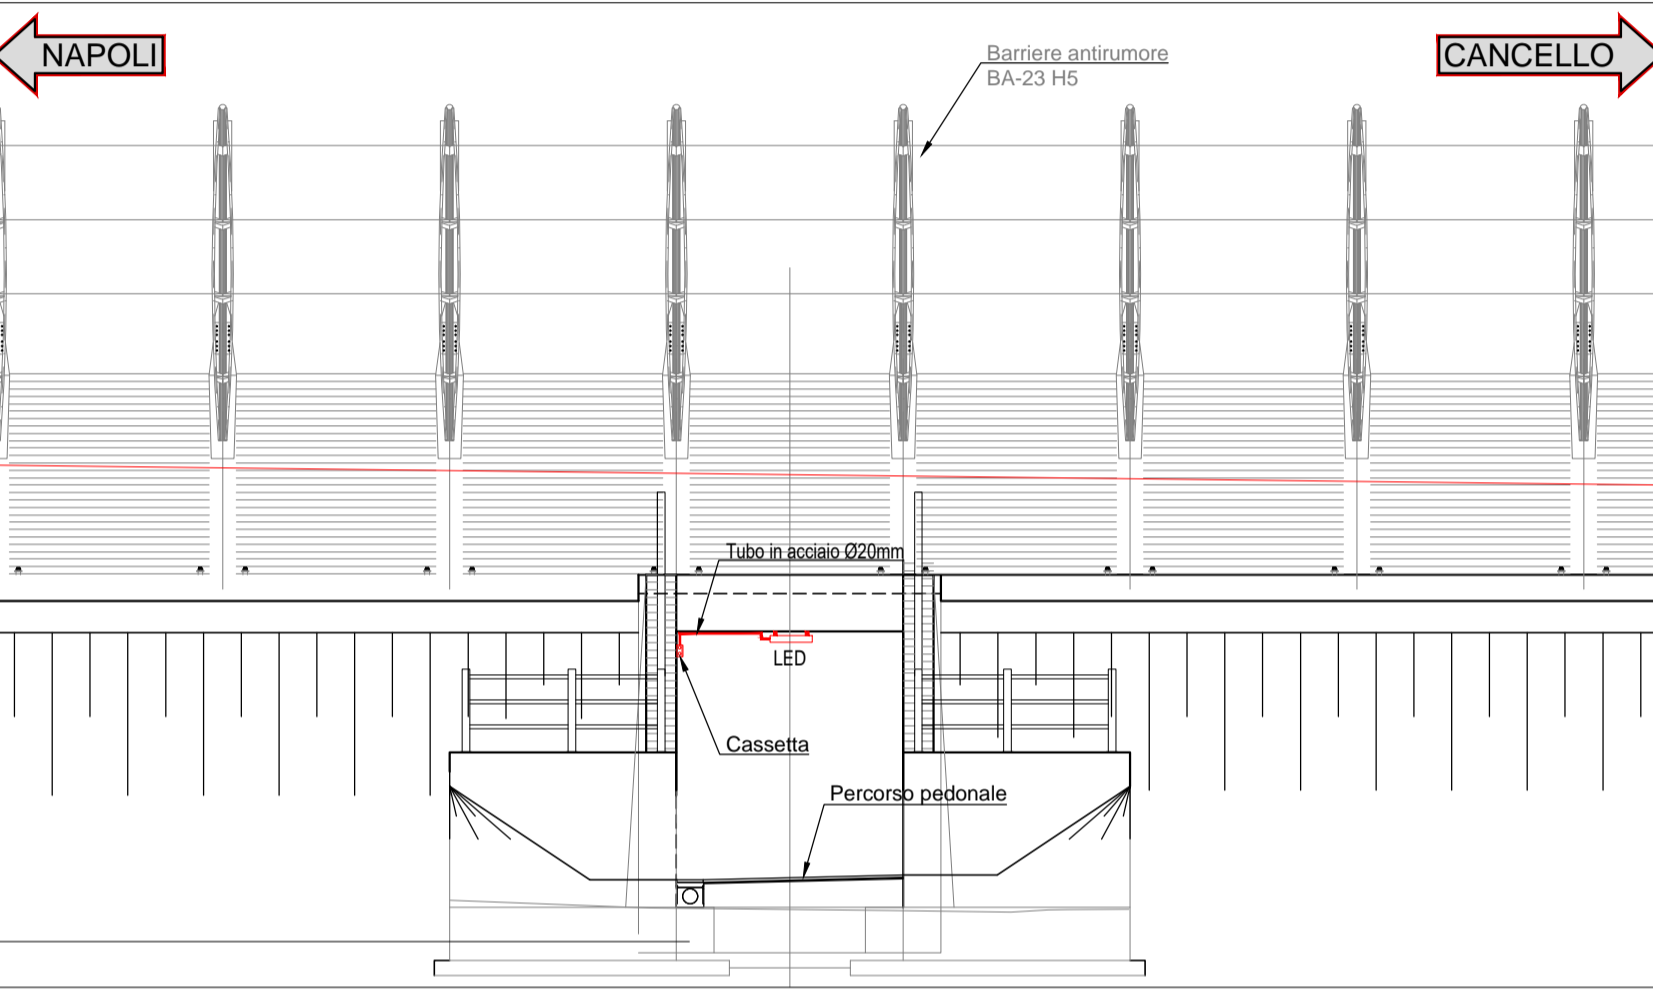 NAPOLI
Barriere antirumore
BA-23 H5
CANCELLO
Tubo in acciaio Ø20mm
LED
Cassetta
Percorso pedonale